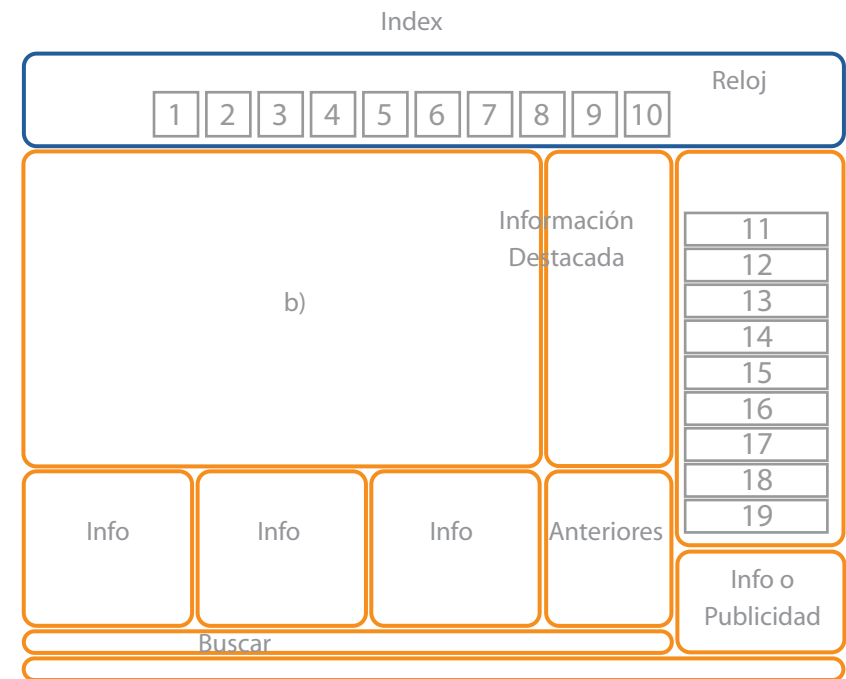 Index
Reloj
1 2 3 4 5 6 7 8 9 10
Información
Destacada
b)
11
12
13
14
15
16
17
18
19
Info
Info
Info
Anteriores
Info o
Publicidad
Buscar